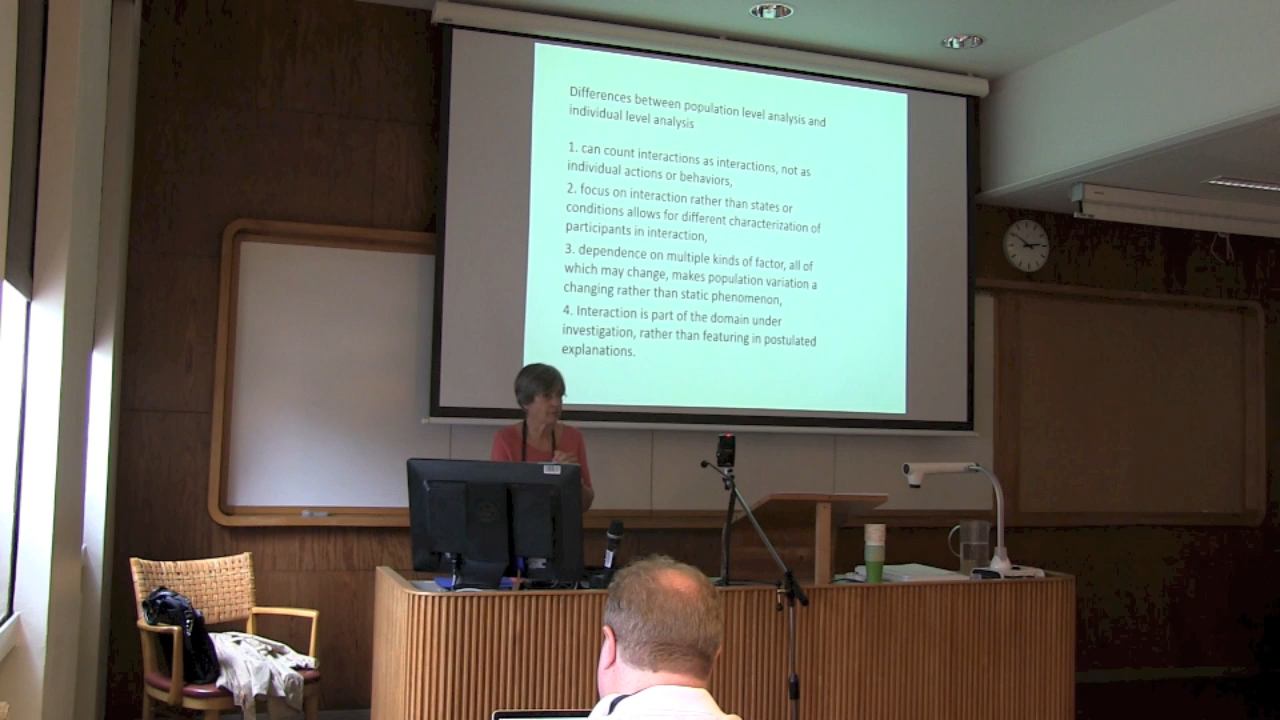 Differences between population level analysis and
individual level analysis
1. can count interactions as interactions, not as
individual actions or behaviors,
2. focus on interaction rather than states or
conditions allows for different characterization of
participants in interaction,
3. dependence on multiple kinds of factor, all of
which may change, makes population variation a
changing rather than static phenomenon,
4. Interaction is part of the domain under
investigation, rather than featuring in postulated
explanations.